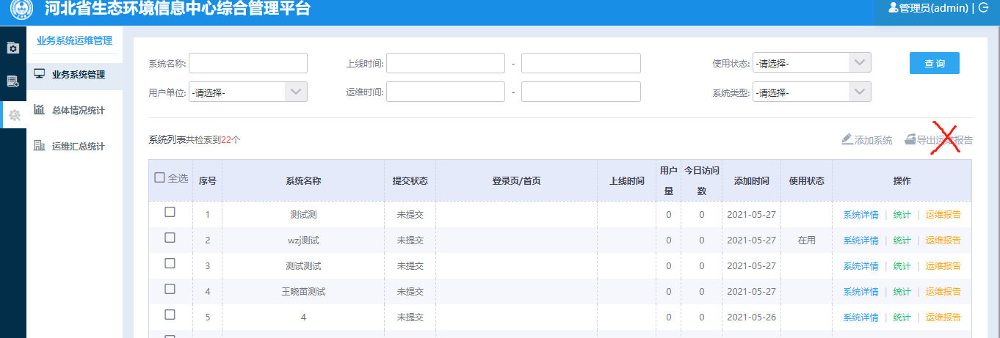 河北省生态环境信息中心综合管理平台
管理员(admin) |
业务系统运维管理
业务系统管理
总体情况统计
运维汇总统计
系统名称: 上线时间: - 使用状态: -请选择- 查 询
用户单位: -请选择- 运维时间: - 系统类型: -请选择-
系统列表共检索到22个 添加系统 导出运维报告
全选 序号 系统名称 提交状态 登录页/首页 上线时间 用户量 今日访问数 添加时间 使用状态 操作
1 测试测 未提交 0 0 2021-05-27 系统详情 | 统计 | 运维报告
2 wzj测试 未提交 0 0 2021-05-27 在用 系统详情 | 统计 | 运维报告
3 测试测试 未提交 0 0 2021-05-27 系统详情 | 统计 | 运维报告
4 王晓苗测试 未提交 0 0 2021-05-27 系统详情 | 统计 | 运维报告
5 4 未提交 0 0 2021-05-26 系统详情 | 统计 | 运维报告